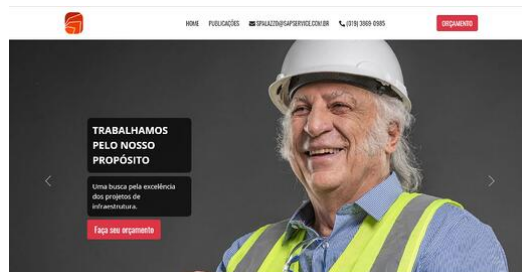 HOME PUBLICAÇÕES SPALAZZO@SAPSERVICE.COM.BR (019) 3869-0985 ORÇAMENTO
TRABALHAMOS
PELO NOSSO
PROPÓSITO
Uma busca pela excelência
dos projetos de
infraestrutura.
Faça seu orçamento